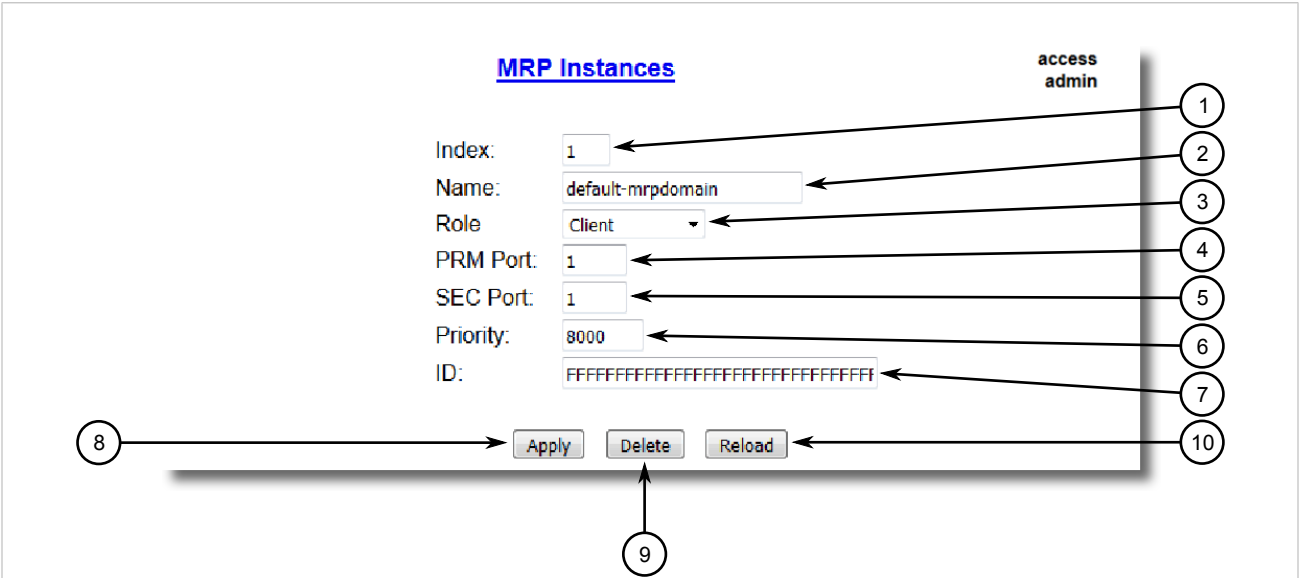 MRP Instances
access
admin
1
Index: 1
2
Name: default-mrpdomain
3
Role Client
4
PRM Port: 1
5
SEC Port: 1
6
Priority: 8000
7
ID: FFFFFFFFFFFFFFFFFFFFFFFFFFFFFFFF
8
Apply Delete Reload
10
9